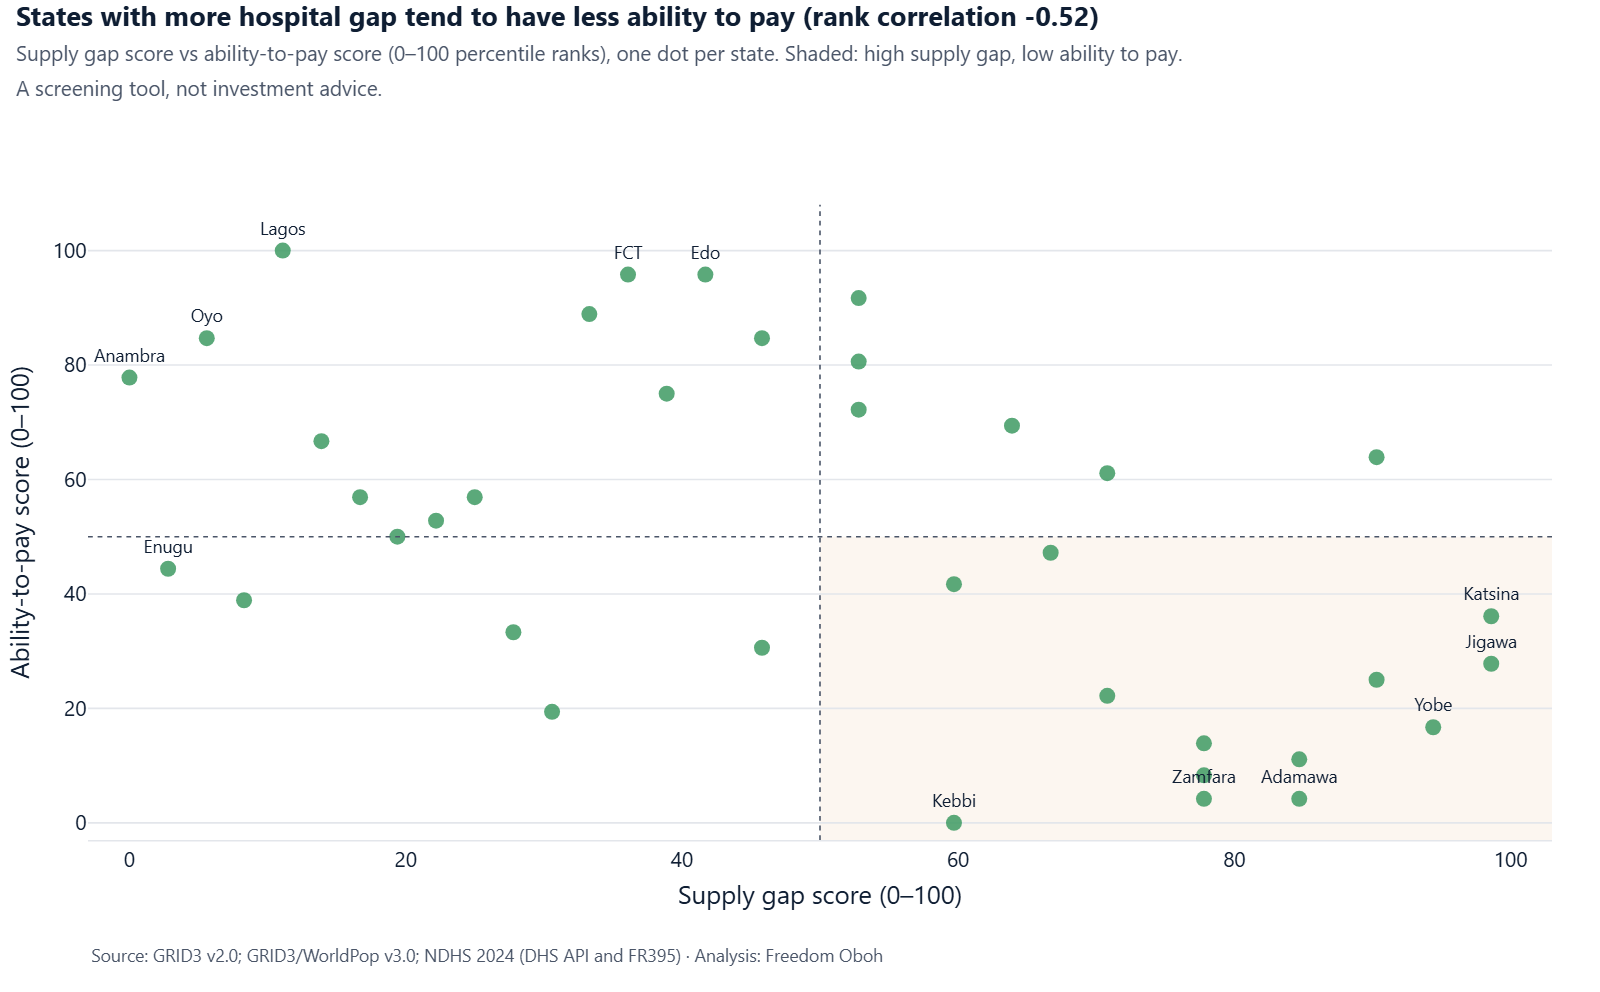 States with more hospital gap tend to have less ability to pay (rank correlation -0.52)
Supply gap score vs ability-to-pay score (0–100 percentile ranks), one dot per state. Shaded: high supply gap, low ability to pay.
A screening tool, not investment advice.
Lagos
FCT
Edo
100
Oyo
Anambra
80
60
Enugu
40
Katsina
Jigawa
20
Yobe
Zamfara
Adamawa
Kebbi
0
Ability-to-pay score (0–100)
0 20 40 60 80 100
Supply gap score (0–100)
Source: GRID3 v2.0; GRID3/WorldPop v3.0; NDHS 2024 (DHS API and FR395) · Analysis: Freedom Oboh